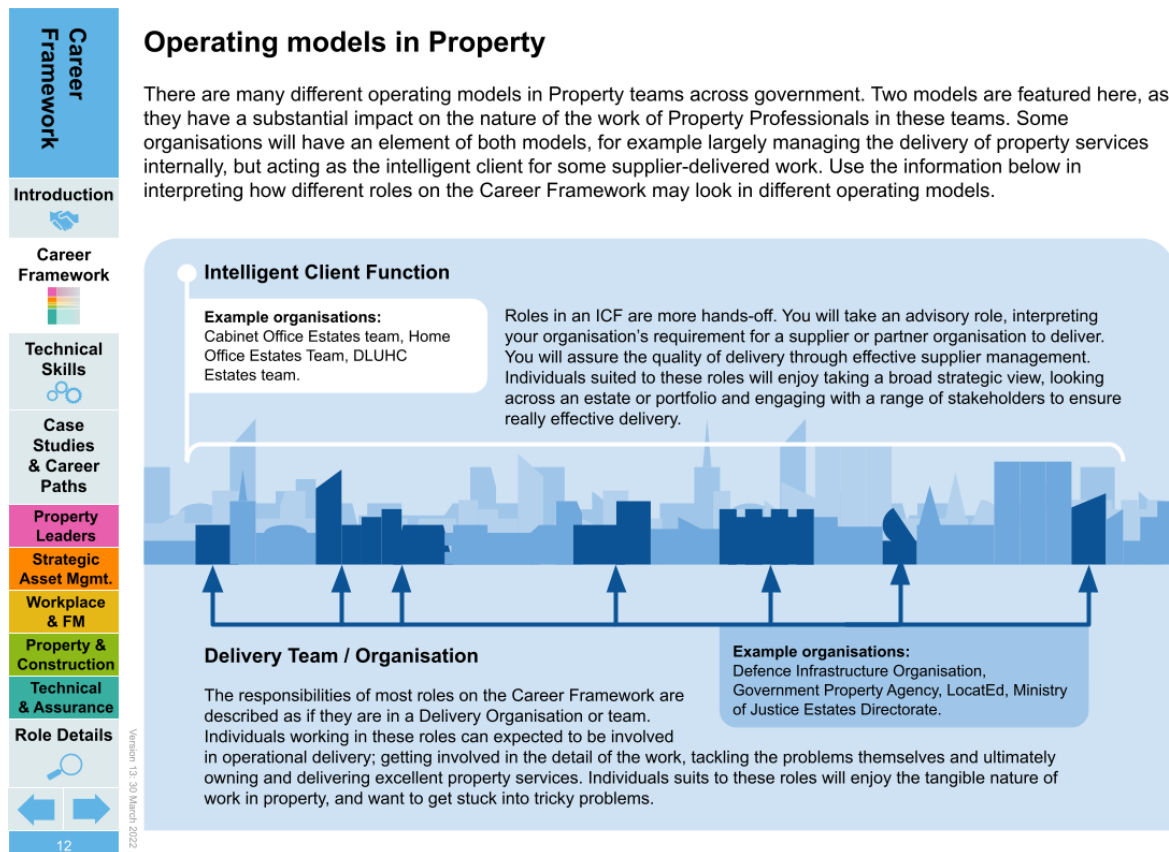 Career
Framework
Introduction
Career
Framework
Technical
Skills
Case
Studies
& Career
Paths
Property
Leaders
Strategic
Asset Mgmt.
Workplace
& FM
Property &
Construction
Technical
& Assurance
Role Details
12
Version 13: 30 March 2022
Operating models in Property
There are many different operating models in Property teams across government. Two models are featured here, as
they have a substantial impact on the nature of the work of Property Professionals in these teams. Some
organisations will have an element of both models, for example largely managing the delivery of property services
internally, but acting as the intelligent client for some supplier-delivered work. Use the information below in
interpreting how different roles on the Career Framework may look in different operating models.
Intelligent Client Function
Example organisations:
Cabinet Office Estates team, Home
Office Estates Team, DLUHC
Estates team.
Roles in an ICF are more hands-off. You will take an advisory role, interpreting
your organisation's requirement for a supplier or partner organisation to deliver.
You will assure the quality of delivery through effective supplier management.
Individuals suited to these roles will enjoy taking a broad strategic view, looking
across an estate or portfolio and engaging with a range of stakeholders to ensure
really effective delivery.
Delivery Team / Organisation
The responsibilities of most roles on the Career Framework are
described as if they are in a Delivery Organisation or team.
Individuals working in these roles can expected to be involved
in operational delivery; getting involved in the detail of the work, tackling the problems themselves and ultimately
owning and delivering excellent property services. Individuals suits to these roles will enjoy the tangible nature of
work in property, and want to get stuck into tricky problems.
Example organisations:
Defence Infrastructure Organisation,
Government Property Agency, LocatEd, Ministry
of Justice Estates Directorate.